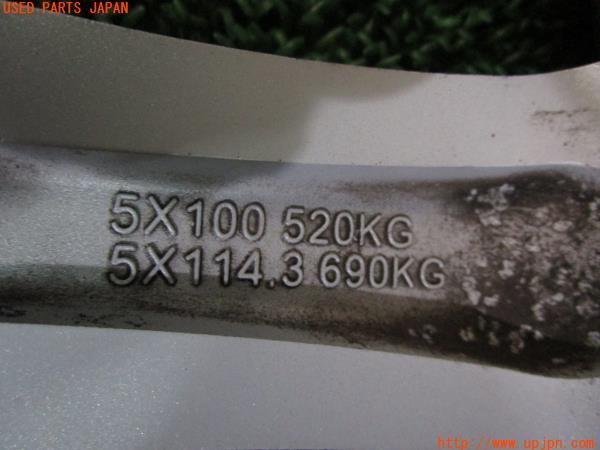 USED PARTS JAPAN
5X100 520KG
5X114.3 690KG
http://www.upjpn.com/